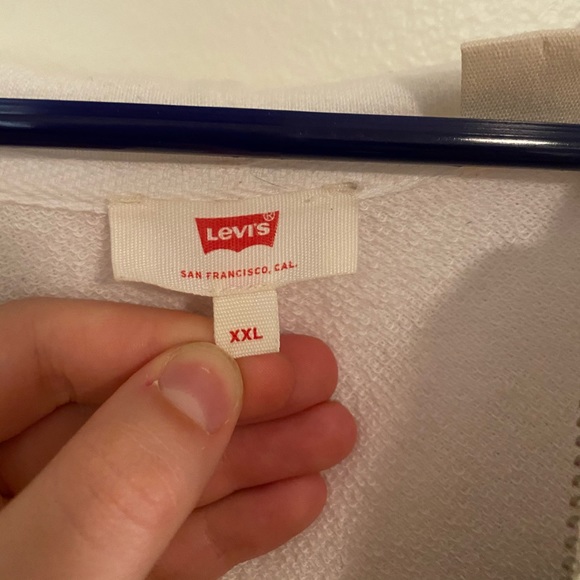 Levi's®
SAN FRANCISCO, CAL.
XXL